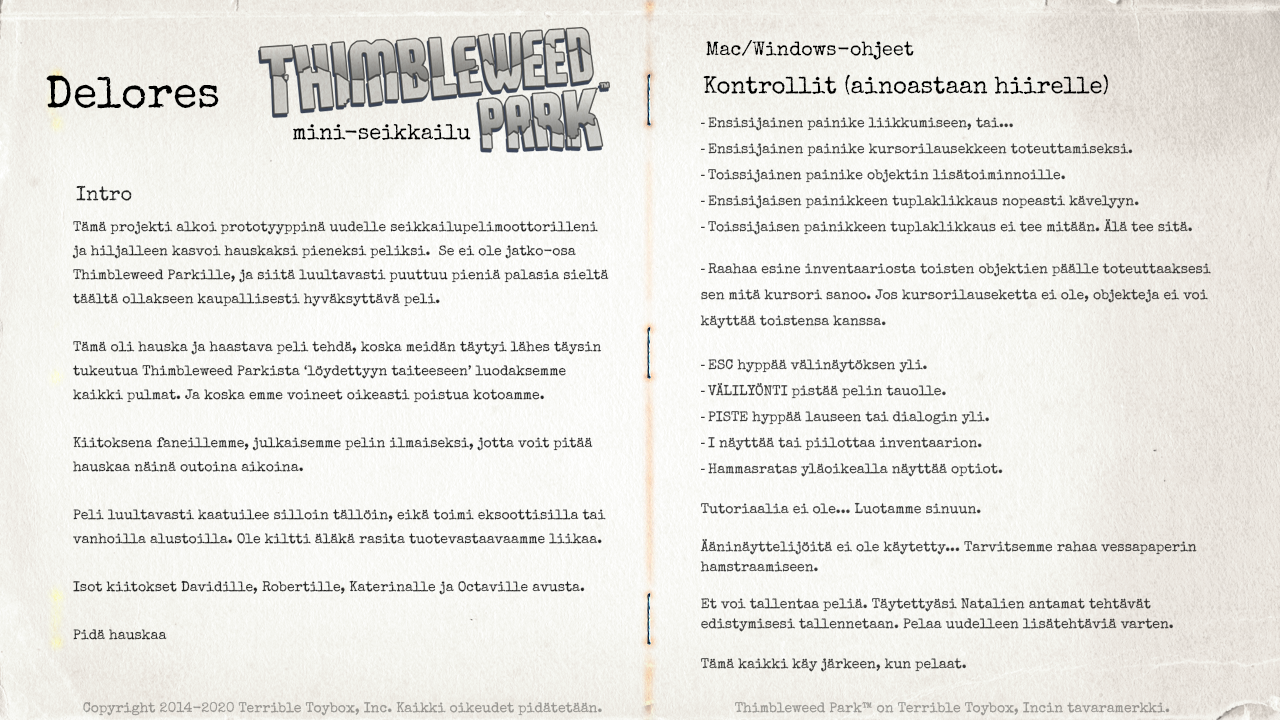 Delores
THIMBLEWEED
PARK™
mini-seikkailu
Intro
Tämä projekti alkoi prototyyppinä uudelle seikkailupelimoottorilleni
ja hiljalleen kasvoi hauskaksi pieneksi peliksi.  Se ei ole jatko-osa
Thimbleweed Parkille, ja siitä luultavasti puuttuu pieniä palasia sieltä
täältä ollakseen kaupallisesti hyväksyttävä peli.
Tämä oli hauska ja haastava peli tehdä, koska meidän täytyi lähes täysin
tukeutua Thimbleweed Parkista ‘löydettyyn taiteeseen’ luodaksemme
kaikki pulmat. Ja koska emme voineet oikeasti poistua kotoamme.
Kiitoksena faneillemme, julkaisemme pelin ilmaiseksi, jotta voit pitää
hauskaa näinä outoina aikoina.
Peli luultavasti kaatuilee silloin tällöin, eikä toimi eksoottisilla tai
vanhoilla alustoilla. Ole kiltti äläkä rasita tuotevastaavaamme liikaa.
Isot kiitokset Davidille, Robertille, Katerinalle ja Octaville avusta.
Pidä hauskaa
Copyright 2014-2020 Terrible Toybox, Inc. Kaikki oikeudet pidätetään.
Mac/Windows-ohjeet
Kontrollit (ainoastaan hiirelle)
- Ensisijainen painike liikkumiseen, tai...
- Ensisijainen painike kursorilausekkeen toteuttamiseksi.
- Toissijainen painike objektin lisätoiminnoille.
- Ensisijaisen painikkeen tuplaklikkaus nopeasti kävelyyn.
- Toissijaisen painikkeen tuplaklikkaus ei tee mitään. Älä tee sitä.
- Raahaa esine inventaariosta toisten objektien päälle toteuttaaksesi
sen mitä kursori sanoo. Jos kursorilauseketta ei ole, objekteja ei voi
käyttää toistensa kanssa.
- ESC hyppää välinäytöksen yli.
- VÄLILYÖNTI pistää pelin tauolle.
- PISTE hyppää lauseen tai dialogin yli.
- I näyttää tai piilottaa inventaarion.
- Hammasratas yläoikealla näyttää optiot.
Tutoriaalia ei ole... Luotamme sinuun.
Ääninäyttelijöitä ei ole käytetty... Tarvitsemme rahaa vessapaperin
hamstraamiseen.
Et voi tallentaa peliä. Täytettyäsi Natalien antamat tehtävät
edistymisesi tallennetaan. Pelaa uudelleen lisätehtäviä varten.
Tämä kaikki käy järkeen, kun pelaat.
Thimbleweed Park™ on Terrible Toybox, Incin tavaramerkki.